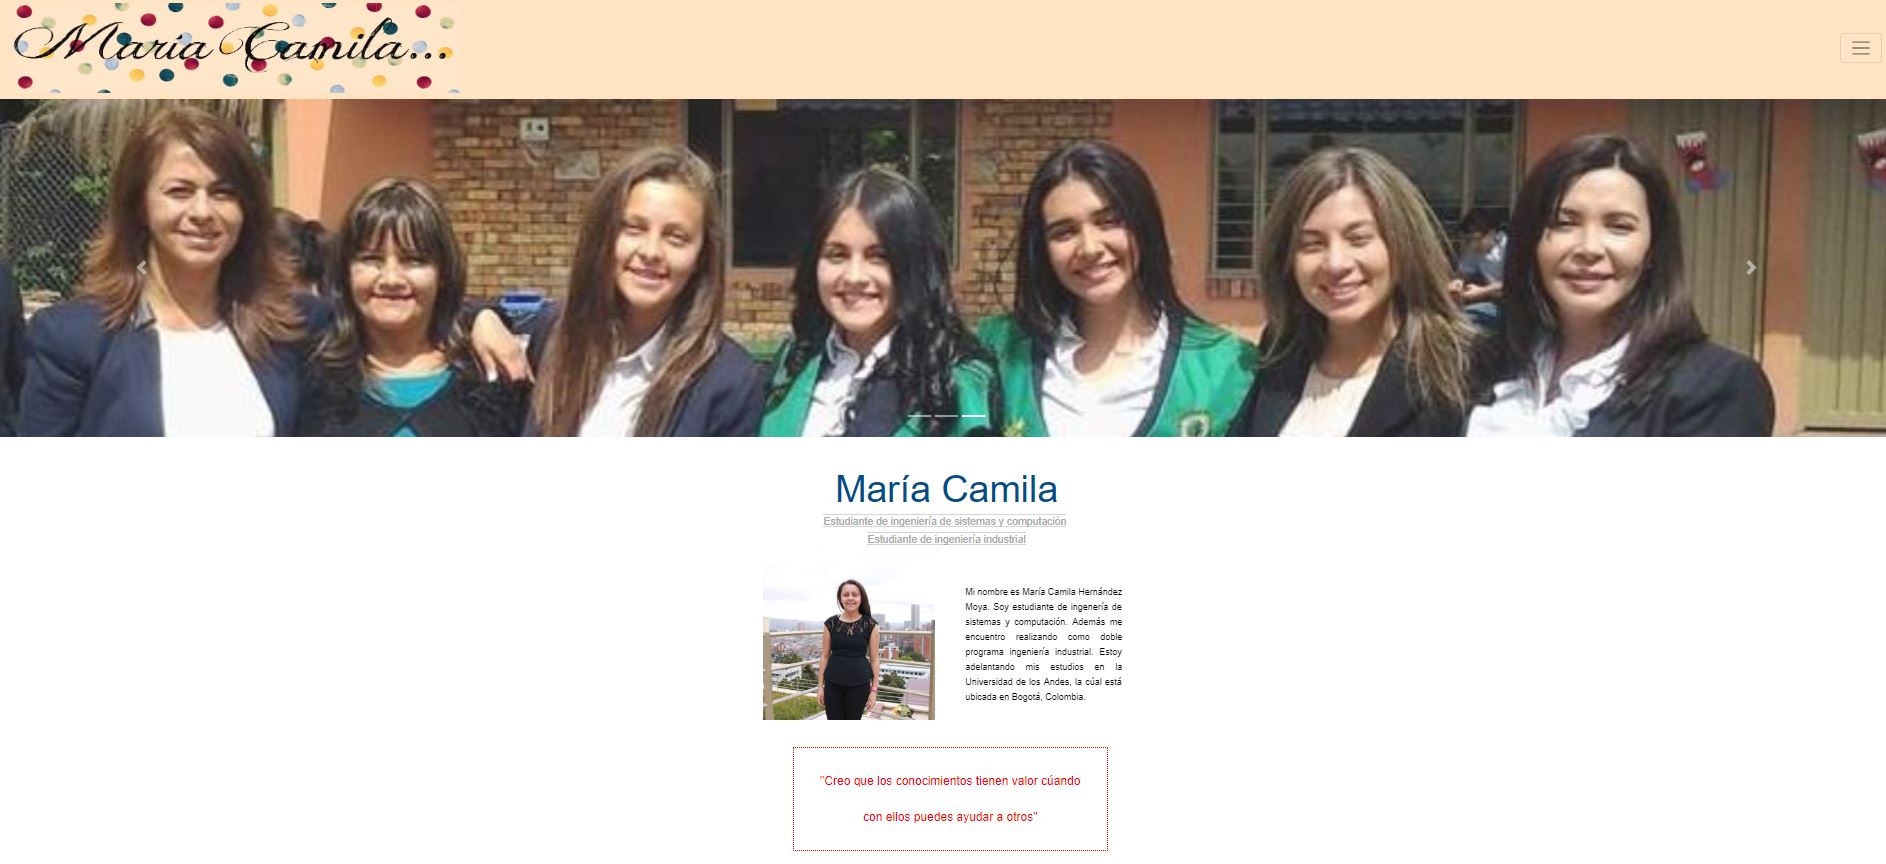 María Camila...
María Camila
Estudiante de ingeniería de sistemas y computación
Estudiante de ingeniería industrial
Mi nombre es María Camila Hernández
Moya. Soy estudiante de ingenería de
sistemas y computación. Además me
encuentro realizando como doble
programa ingeniería industrial. Estoy
adelantando mis estudios en la
Universidad de los Andes, la cúal está
ubicada en Bogotá, Colombia.
"Creo que los conocimientos tienen valor cúando
con ellos puedes ayudar a otros"